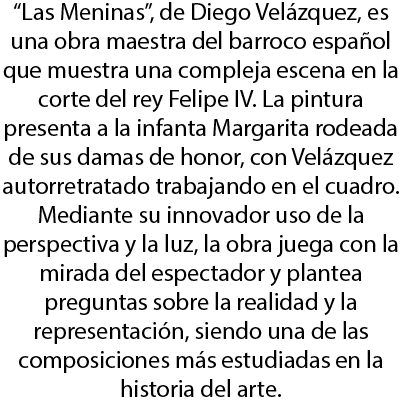 “Las Meninas”, de Diego Velázquez, es
una obra maestra del barroco español
que muestra una compleja escena en la
corte del rey Felipe IV. La pintura
presenta a la infanta Margarita rodeada
de sus damas de honor, con Velázquez
autorretratado trabajando en el cuadro.
Mediante su innovador uso de la
perspectiva y la luz, la obra juega con la
mirada del espectador y plantea
preguntas sobre la realidad y la
representación, siendo una de las
composiciones más estudiadas en la
historia del arte.